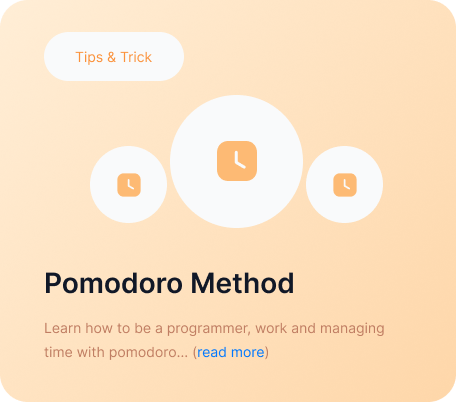 Tips & Trick
Pomodoro Method
Learn how to be a programmer, work and managing
time with pomodoro... (read more)